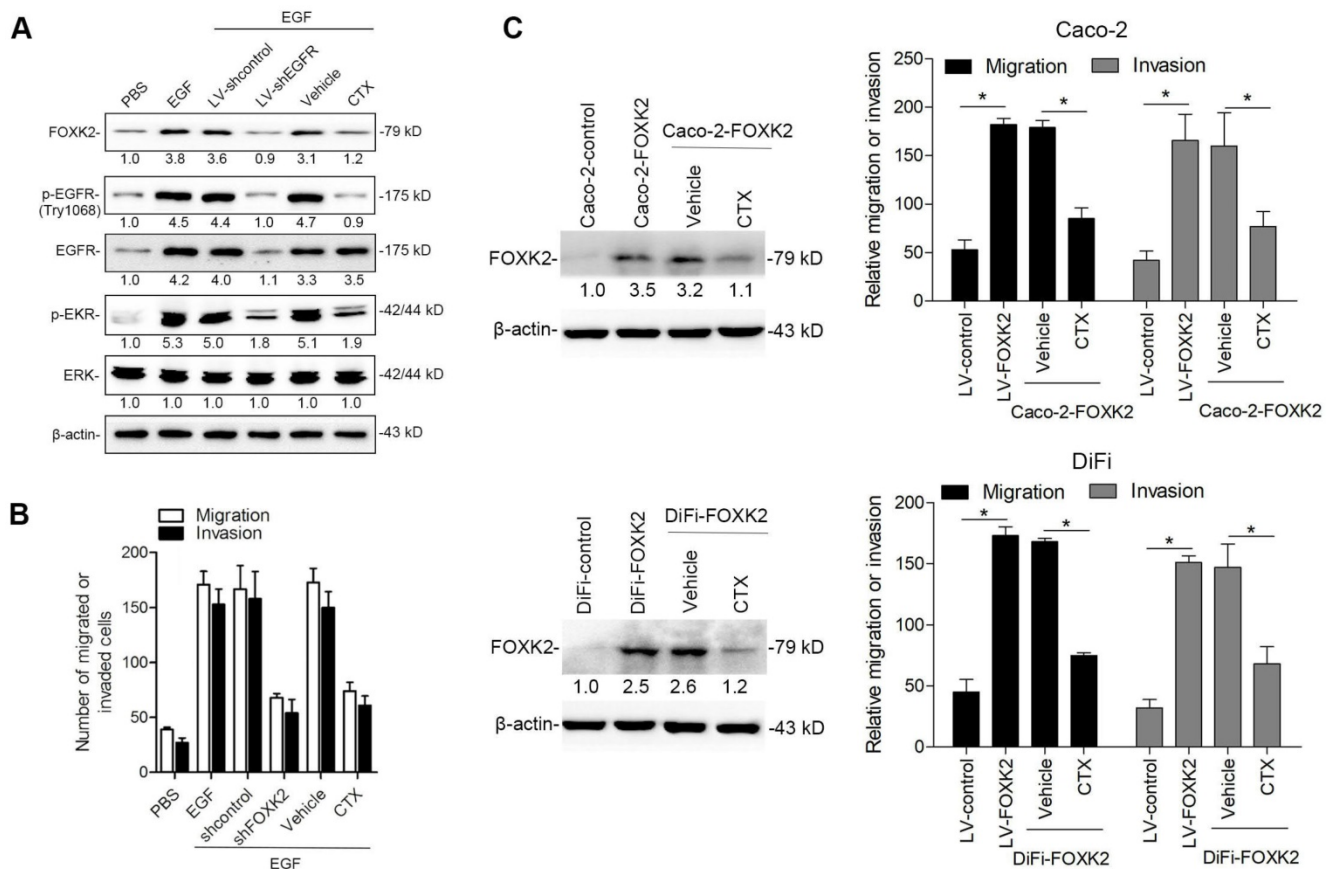 A
EGF
PBS
EGF
LV-shcontrol
LV-shEGFR
Vehicle
CTX
FOXK2-
-79 kD
1.0 3.8 3.6 0.9 3.1 1.2
p-EGFR-
(Try1068)
-175 kD
1.0 4.5 4.4 1.0 4.7 0.9
EGFR-
-175 kD
1.0 4.2 4.0 1.1 3.3 3.5
p-EKR-
-42/44 kD
1.0 5.3 5.0 1.8 5.1 1.9
ERK-
-42/44 kD
1.0 1.0 1.0 1.0 1.0 1.0
β-actin-
-43 kD
B
Migration
Invasion
Number of migrated or
invaded cells
200
150
100
50
0
PBS
EGF
shcontrol
shFOXK2
Vehicle
CTX
EGF
C
Caco-2-control
Caco-2-FOXK2
Caco-2-FOXK2
Vehicle
CTX
FOXK2-
-79 kD
1.0 3.5 3.2 1.1
β-actin-
-43 kD
Caco-2
Migration
Invasion
Relative migration or invasion
250
200
150
100
50
0
*
*
*
*
LV-control
LV-FOXK2
Vehicle
CTX
Caco-2-FOXK2
LV-control
LV-FOXK2
Vehicle
CTX
Caco-2-FOXK2
DiFi-control
DiFi-FOXK2
DiFi-FOXK2
Vehicle
CTX
FOXK2-
-79 kD
1.0 2.5 2.6 1.2
β-actin-
-43 kD
DiFi
Migration
Invasion
Relative migration or invasion
200
150
100
50
0
*
*
*
*
LV-control
LV-FOXK2
Vehicle
CTX
DiFi-FOXK2
LV-control
LV-FOXK2
Vehicle
CTX
DiFi-FOXK2